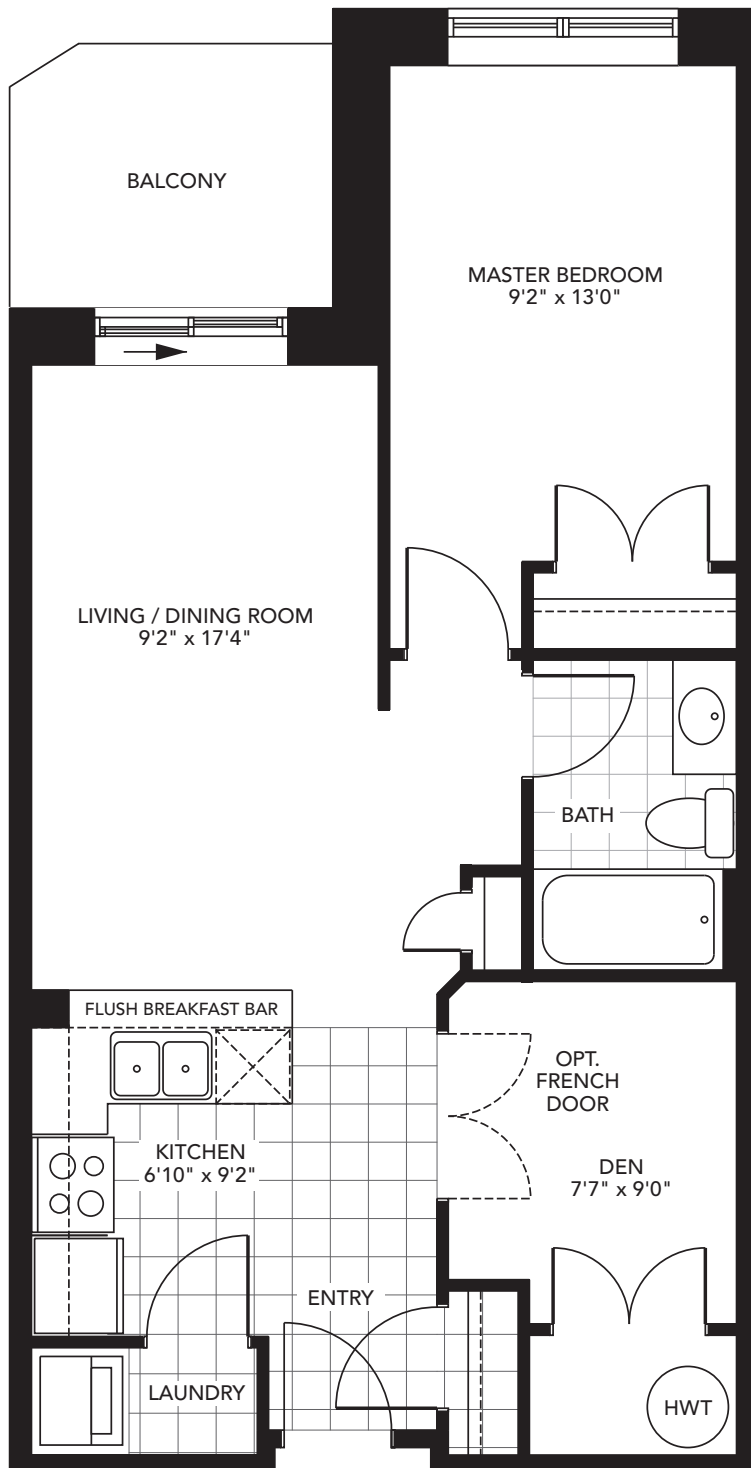 BALCONY
MASTER BEDROOM
9'2" x 13'0"
LIVING / DINING ROOM
9'2" x 17'4"
BATH
FLUSH BREAKFAST BAR
OPT.
FRENCH
DOOR
KITCHEN
6'10" x 9'2"
DEN
7'7" x 9'0"
ENTRY
LAUNDRY
HWT